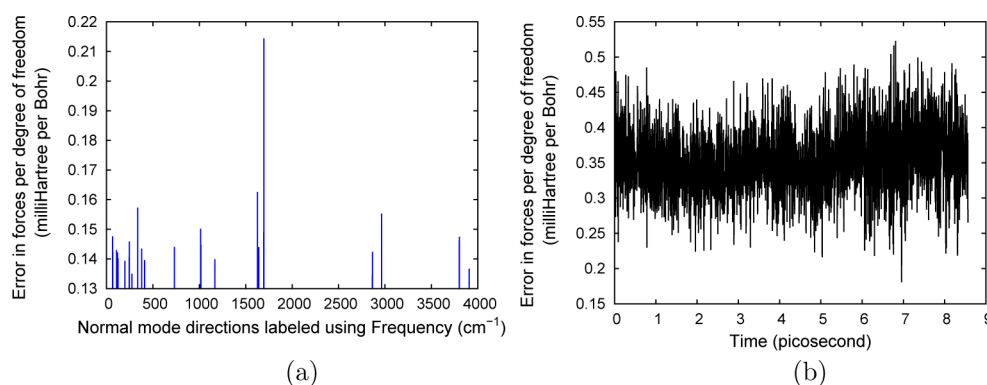 0.22
0.21
0.2
0.19
0.18
0.17
0.16
0.15
0.14
0.13
0 500 1000 1500 2000 2500 3000 3500 4000
Error in forces per degree of freedom
(milliHartree per Bohr)
Normal mode directions labeled using Frequency (cm⁻¹)
(a)
0.55
0.5
0.45
0.4
0.35
0.3
0.25
0.2
0.15
0 1 2 3 4 5 6 7 8 9
Error in forces per degree of freedom
(milliHartree per Bohr)
Time (picosecond)
(b)